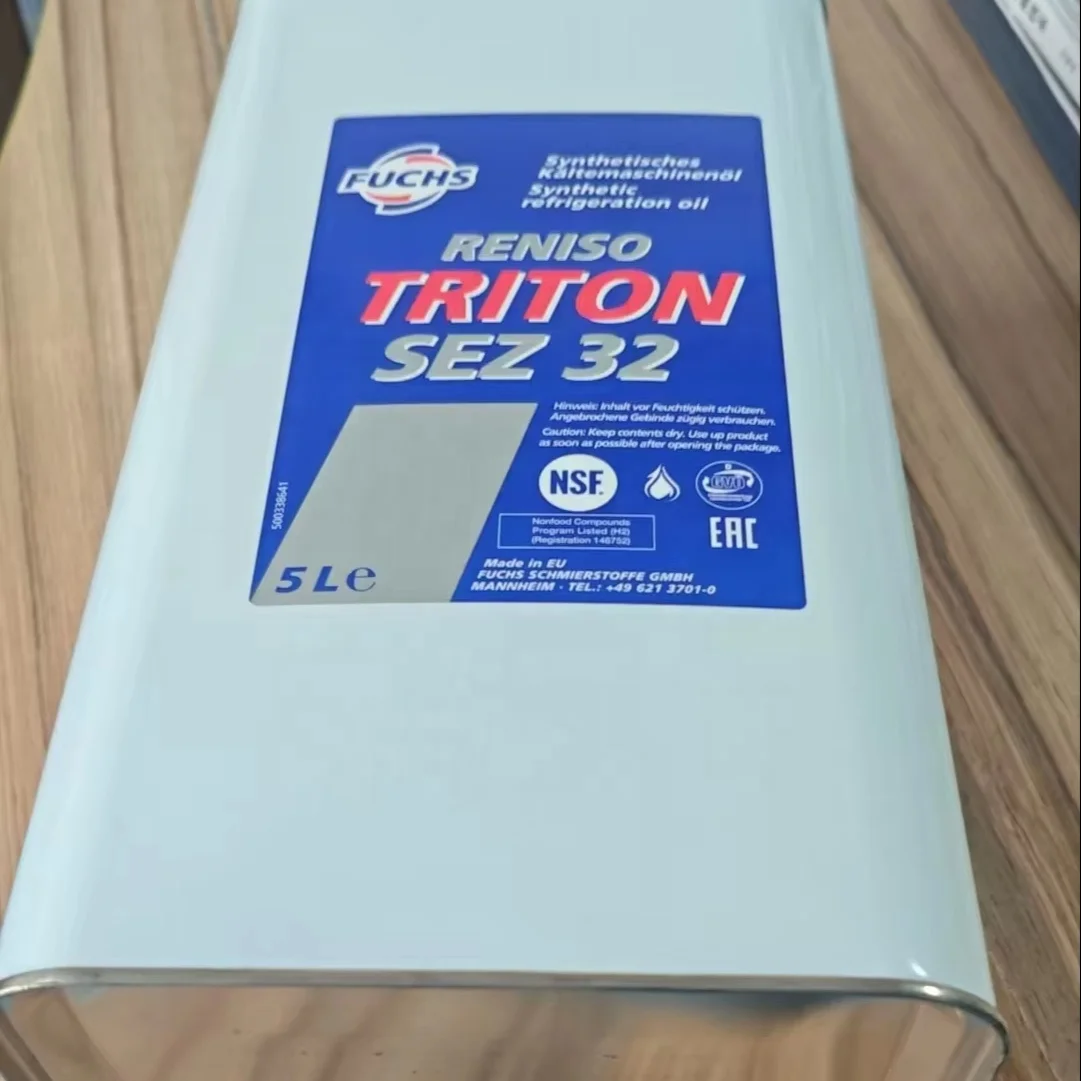 FUCHS
Synthetisches
Kältemaschinenöl
Synthetic
refrigeration oil
RENISO
TRITON
SEZ 32
Hinweis: Inhalt vor Feuchtigkeit schützen.
Angebrochene Gebinde zügig verbrauchen.
Caution: Keep contents dry. Use up product
as soon as possible after opening the package.
NSF.
Nonfood Compounds
Program Listed (H2)
(Registration 146752)
EAC
500338641
5 L e
Made in EU
FUCHS SCHMIERSTOFFE GMBH
MANNHEIM · TEL.: +49 621 3701-0